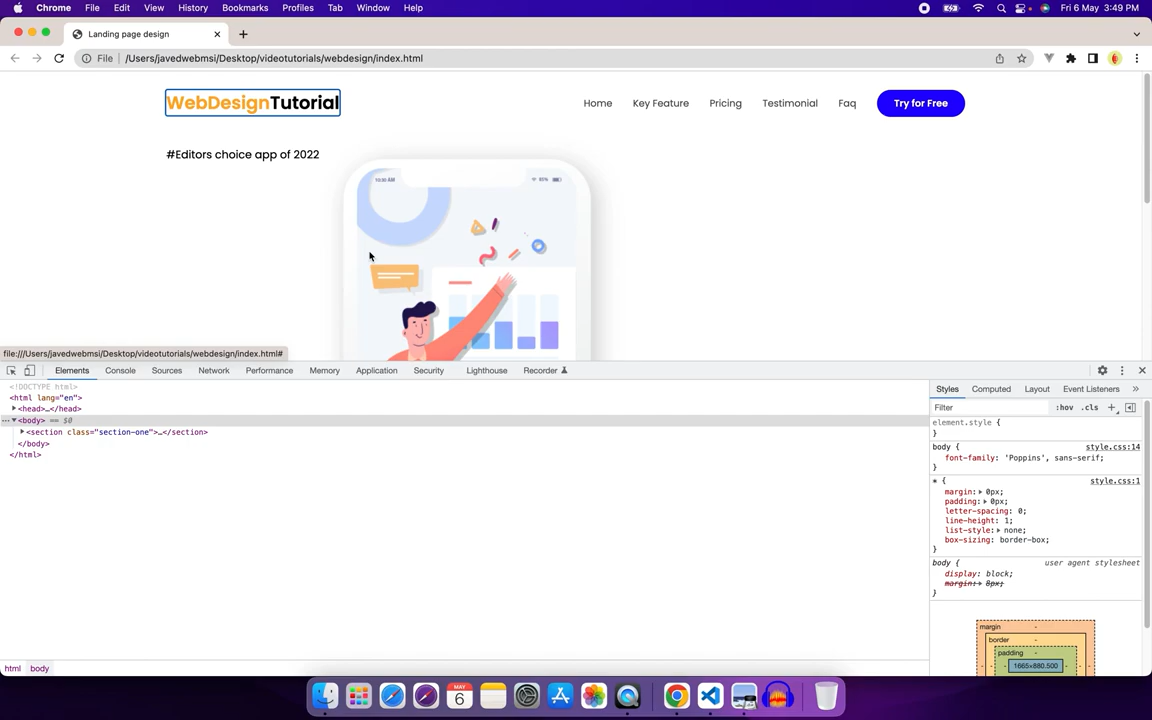 Chrome File Edit View History Bookmarks Profiles Tab Window Help Fri 6 May 3:49 PM
Landing page design
File /Users/javedwebmsi/Desktop/videotutorials/webdesign/index.html
WebDesignTutorial Home Key Feature Pricing Testimonial Faq Try for Free
#Editors choice app of 2022
10:30 AM 90%
file:///Users/javedwebmsi/Desktop/videotutorials/webdesign/index.html#
Elements Console Sources Network Performance Memory Application Security Lighthouse Recorder
<!DOCTYPE html>
<html lang="en">
<head>…</head>
<body> == $0
<section class="section-one">…</section>
</body>
</html>
html body
Styles Computed Layout Event Listeners »
Filter :hov .cls +
element.style {
}
body { style.css:14
font-family: 'Poppins', sans-serif;
}
* { style.css:1
margin: 0px;
padding: 0px;
letter-spacing: 0;
line-height: 1;
list-style: none;
box-sizing: border-box;
}
body { user agent stylesheet
display: block;
margin: 8px;
}
margin -
border -
padding -
- - - 1665×880.500 - - -
MAY
6